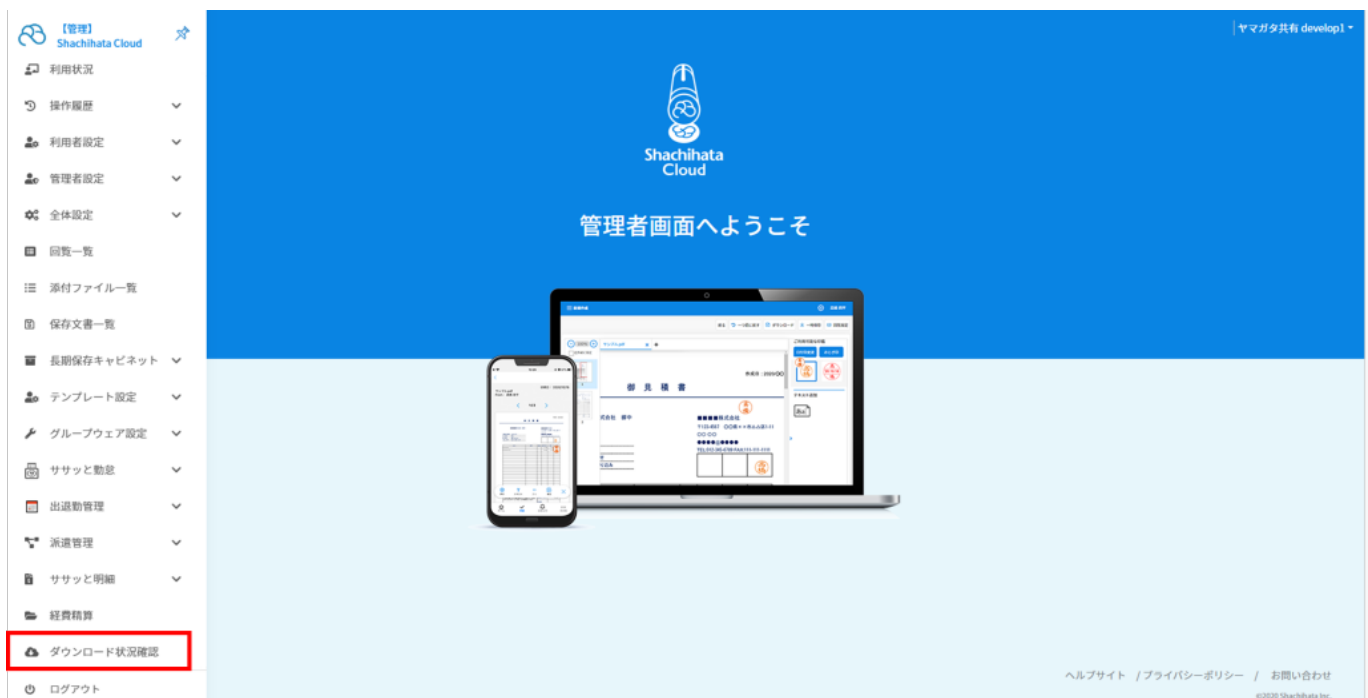 【管理】
Shachihata Cloud
利用状況
操作履歴
利用者設定
管理者設定
全体設定
回覧一覧
添付ファイル一覧
保存文書一覧
長期保存キャビネット
テンプレート設定
グループウェア設定
ササッと勤怠
出退勤管理
派遣管理
ササッと明細
経費精算
ダウンロード状況確認
ログアウト
ヤマガタ共有 develop1
Shachihata
Cloud
管理者画面へようこそ
御 見 積 書
ヘルプサイト / プライバシーポリシー / お問い合わせ
©2020 Shachihata Inc.